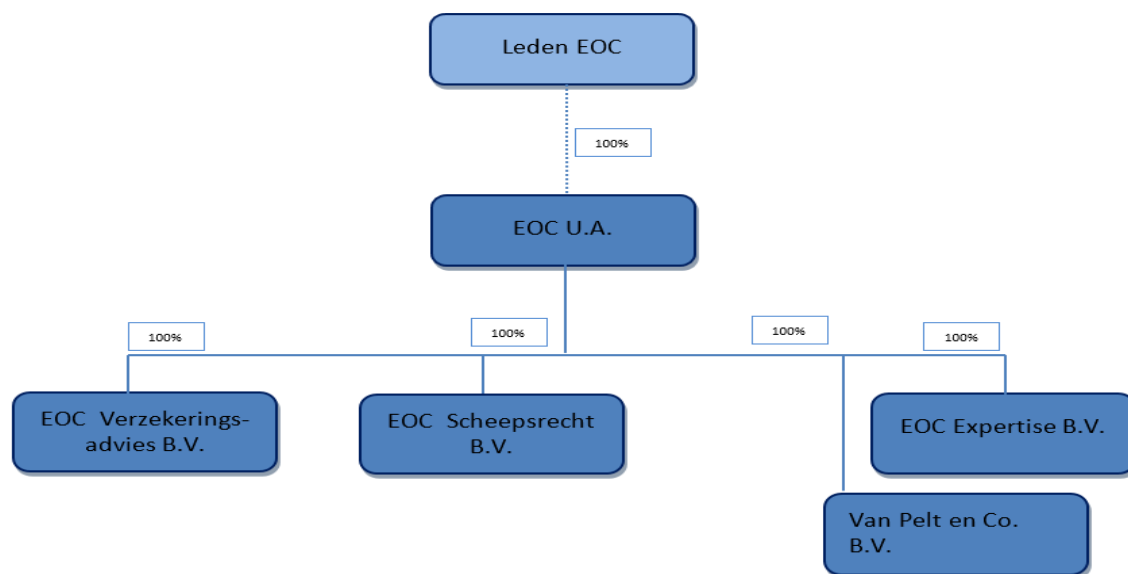 Leden EOC
100%
EOC U.A.
100%
100%
100%
100%
EOC Verzekerings-
advies B.V.
EOC Scheepsrecht
B.V.
EOC Expertise B.V.
Van Pelt en Co.
B.V.